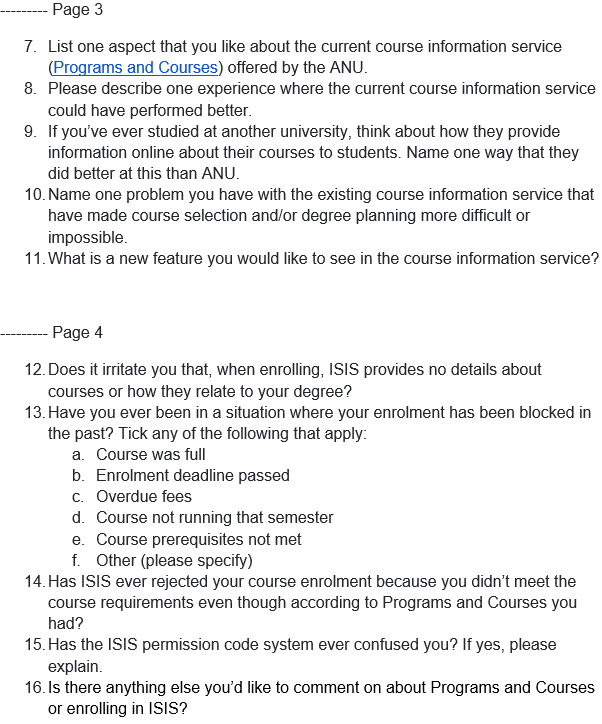 --------- Page 3
7. List one aspect that you like about the current course information service
(Programs and Courses) offered by the ANU.
8. Please describe one experience where the current course information service
could have performed better.
9. If you’ve ever studied at another university, think about how they provide
information online about their courses to students. Name one way that they
did better at this than ANU.
10. Name one problem you have with the existing course information service that
have made course selection and/or degree planning more difficult or
impossible.
11. What is a new feature you would like to see in the course information service?
--------- Page 4
12. Does it irritate you that, when enrolling, ISIS provides no details about
courses or how they relate to your degree?
13. Have you ever been in a situation where your enrolment has been blocked in
the past? Tick any of the following that apply:
a. Course was full
b. Enrolment deadline passed
c. Overdue fees
d. Course not running that semester
e. Course prerequisites not met
f. Other (please specify)
14. Has ISIS ever rejected your course enrolment because you didn’t meet the
course requirements even though according to Programs and Courses you
had?
15. Has the ISIS permission code system ever confused you? If yes, please
explain.
16. Is there anything else you’d like to comment on about Programs and Courses
or enrolling in ISIS?